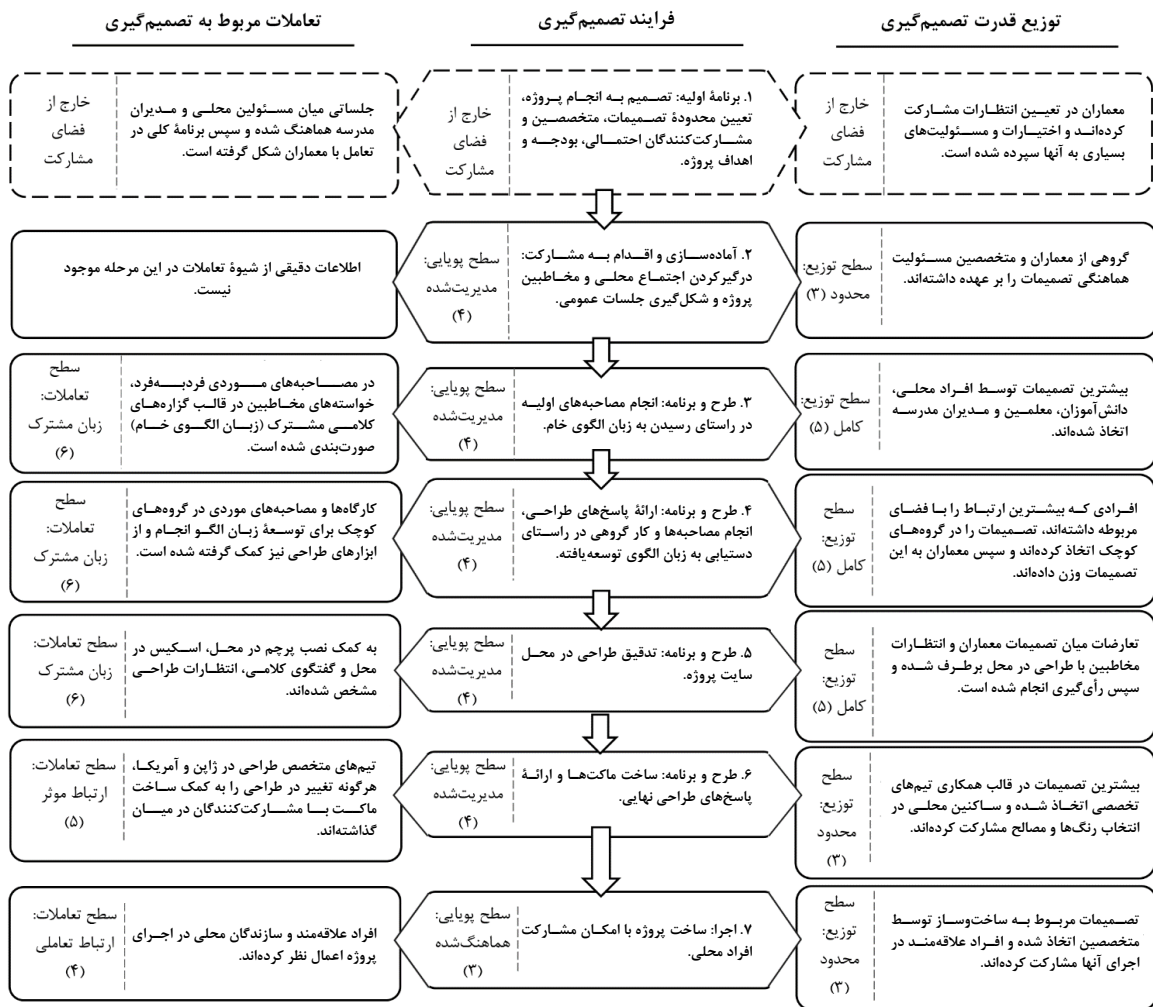 توزیع قدرت تصمیم‌گیری
فرایند تصمیم‌گیری
تعاملات مربوط به تصمیم‌گیری
معماران در تعیین انتظارات مشارکت
کرده‌اند و اختیارات و مسئولیت‌های
بسیاری به آنها سپرده شده است.
خارج از
فضای
مشارکت
۱. برنامهٔ اولیه: تصمیم به انجام پروژه،
تعیین محدودهٔ تصمیمات، متخصصین و
مشارکت‌کنندگان احتمالی، بودجه و
اهداف پروژه.
خارج از
فضای
مشارکت
جلساتی میان مسئولین محلی و مدیران
مدرسه هماهنگ شده و سپس برنامهٔ کلی در
تعامل با معماران شکل گرفته است.
خارج از
فضای
مشارکت
گروهی از معماران و متخصصین مسئولیت
هماهنگی تصمیمات را بر عهده داشته‌اند.
سطح توزیع:
محدود (۳)
۲. آماده‌سازی و اقدام به مشارکت:
درگیرکردن اجتماع محلی و مخاطبین
پروژه و شکل‌گیری جلسات عمومی.
سطح پویایی:
مدیریت‌شده
(۴)
اطلاعات دقیقی از شیوهٔ تعاملات در این مرحله موجود
نیست.
بیشترین تصمیمات توسط افراد محلی،
دانش‌آموزان، معلمین و مدیران مدرسه
اتخاذ شده‌اند.
سطح توزیع:
کامل (۵)
۳. طرح و برنامه: انجام مصاحبه‌های اولیه
در راستای رسیدن به زبان الگوی خام.
سطح پویایی:
مدیریت‌شده
(۴)
در مصاحبه‌های موردی فردبه‌فرد،
خواسته‌های مخاطبین در قالب گزاره‌های
کلامی مشترک (زبان الگوی خام)
صورت‌بندی شده است.
سطح
تعاملات:
زبان مشترک
(۶)
افرادی که بیشترین ارتباط را با فضای
مربوطه داشته‌اند، تصمیمات را در گروه‌های
کوچک اتخاذ کرده‌اند و سپس معماران به این
تصمیمات وزن داده‌اند.
سطح
توزیع:
کامل (۵)
۴. طرح و برنامه: ارائهٔ پاسخ‌های طراحی،
انجام مصاحبه‌ها و کار گروهی در راستای
دستیابی به زبان الگوی توسعه‌یافته.
سطح پویایی:
مدیریت‌شده
(۴)
کارگاه‌ها و مصاحبه‌های موردی در گروه‌های
کوچک برای توسعهٔ زبان الگو انجام و از
ابزارهای طراحی نیز کمک گرفته شده است.
سطح
تعاملات:
زبان مشترک
(۶)
تعارضات میان تصمیمات معماران و انتظارات
مخاطبین با طراحی در محل برطرف شده و
سپس رأی‌گیری انجام شده است.
سطح
توزیع:
کامل (۵)
۵. طرح و برنامه: تدقیق طراحی در محل
سایت پروژه.
سطح پویایی:
مدیریت‌شده
(۴)
به کمک نصب پرچم در محل، اسکیس در
محل و گفتگوی کلامی، انتظارات طراحی
مشخص شده‌اند.
سطح تعاملات:
زبان مشترک
(۶)
بیشترین تصمیمات در قالب همکاری تیم‌های
تخصصی اتخاذ شده و ساکنین محلی در
انتخاب رنگ‌ها و مصالح مشارکت کرده‌اند.
سطح
توزیع:
محدود
(۳)
۶. طرح و برنامه: ساخت ماکت‌ها و ارائهٔ
پاسخ‌های طراحی نهایی.
سطح پویایی:
مدیریت‌شده
(۴)
تیم‌های متخصص طراحی در ژاپن و آمریکا،
هرگونه تغییر در طراحی را به کمک ساخت
ماکت با مشارکت‌کنندگان در میان
گذاشته‌اند.
سطح تعاملات:
ارتباط موثر
(۵)
تصمیمات مربوط به ساخت‌وساز توسط
متخصصین اتخاذ شده و افراد علاقه‌مند در
اجرای آنها مشارکت کرده‌اند.
سطح
توزیع:
محدود
(۳)
۷. اجرا: ساخت پروژه با امکان مشارکت
افراد محلی.
سطح پویایی:
هماهنگ‌شده
(۳)
افراد علاقه‌مند و سازندگان محلی در اجرای
پروژه اعمال نظر کرده‌اند.
سطح تعاملات:
ارتباط تعاملی
(۴)